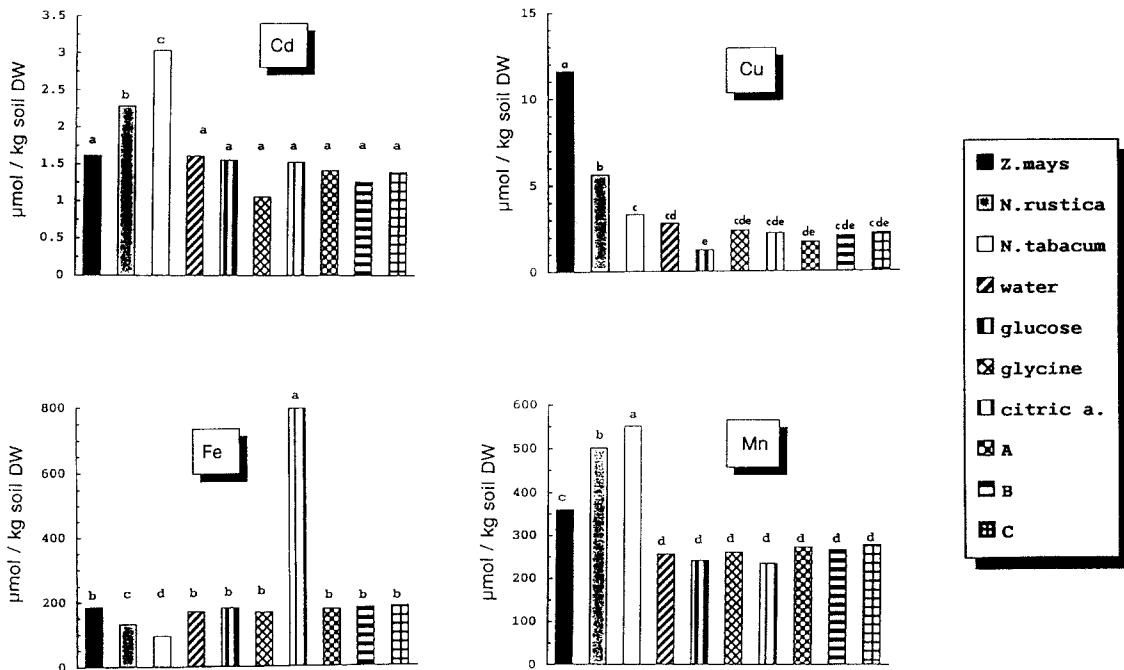 3.5
3
2.5
2
1.5
1
0.5
0
µmol / kg soil DW
Cd
a
b
c
a
a
a
a
a
a
a
15
10
5
0
µmol / kg soil DW
Cu
a
b
c
cd
e
cde
cde
de
cde
cde
800
600
400
200
0
µmol / kg soil DW
Fe
b
c
d
b
b
b
a
b
b
b
600
500
400
350
300
200
100
0
µmol / kg soil DW
Mn
c
b
a
d
d
d
d
d
d
d
Z.mays
N.rustica
N.tabacum
water
glucose
glycine
citric a.
A
B
C